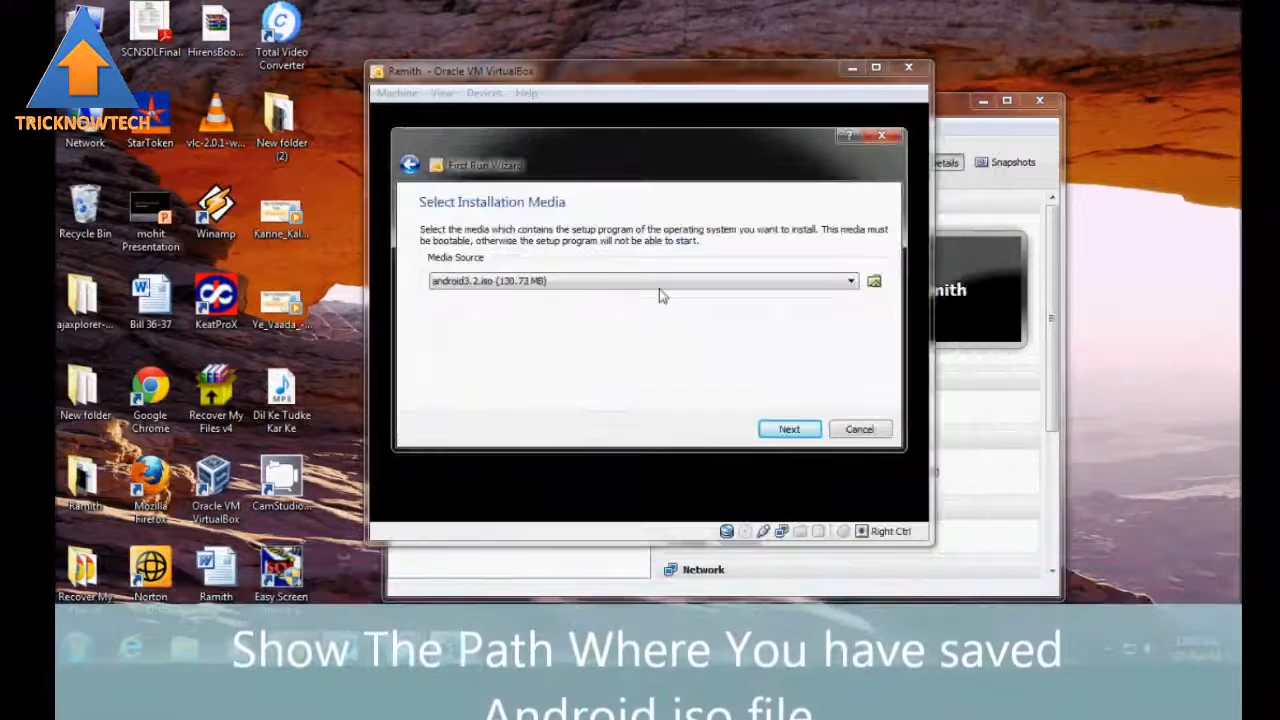 SCNSDLFinal
HirensBoo...
Total Video
Converter
TRICKNOWTECH
Network
StarToken
vlc-2.0.1-w...
New folder
(2)
Recycle Bin
mohit
Presentation
Winamp
Kanne_Kal...
ajaxplorer-...
Bill 36-37
KeatProX
Ye_Vaada_-...
New folder
Google
Chrome
Recover My
Files v4
Dil Ke Tudke
Kar Ke
Ramith
Mozilla
Firefox
Oracle VM
VirtualBox
CamStudio...
Recover My
Norton
Ramith
Easy Screen
Ramith - Oracle VM VirtualBox
Machine View Devices Help
First Run Wizard
Select Installation Media
Select the media which contains the setup program of the operating system you want to install. This media must
be bootable, otherwise the setup program will not be able to start.
Media Source
android3.2.iso (130.73 MB)
Next Cancel
Right Ctrl
Snapshots
Network
Show The Path Where You have saved
Android iso file